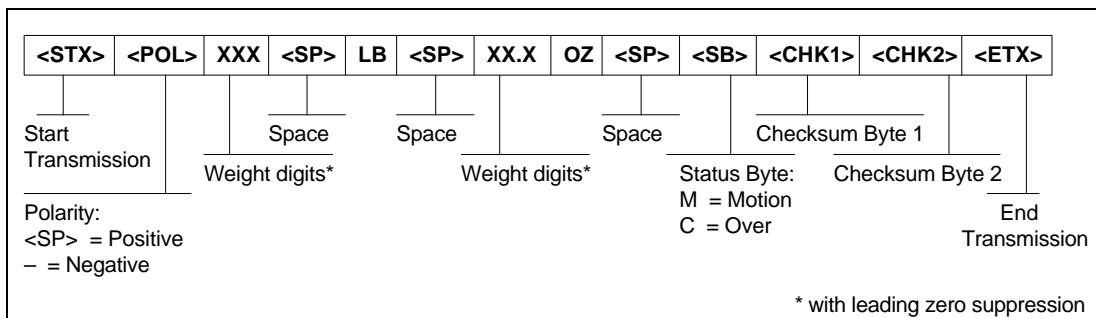 <STX> <POL> XXX <SP> LB <SP> XX.X OZ <SP> <SB> <CHK1> <CHK2> <ETX>
Start
Transmission
Space
Space
Space
Checksum Byte 1
Weight digits*
Weight digits*
Status Byte:
M = Motion
C = Over
Checksum Byte 2
Polarity:
<SP> = Positive
– = Negative
End
Transmission
* with leading zero suppression